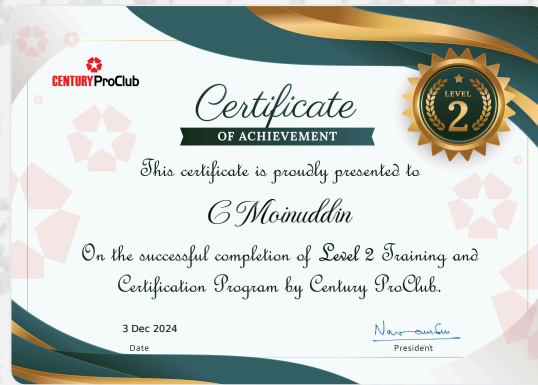 CENTURY ProClub
Certificate
OF ACHIEVEMENT
LEVEL
2
This certificate is proudly presented to
C Moinuddin
On the successful completion of Level 2 Training and
Certification Program by Century ProClub.
3 Dec 2024
Date
President